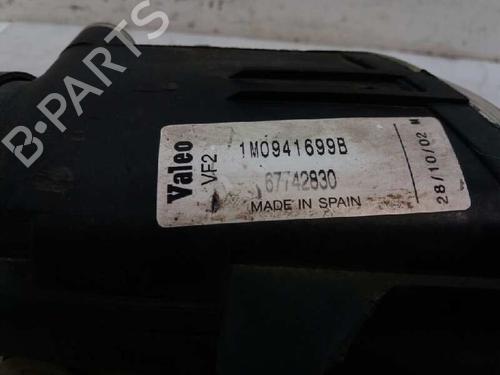 Valeo
VF2
1M0941699B
67742830
MADE IN SPAIN
28/10/02 M
B-PARTS